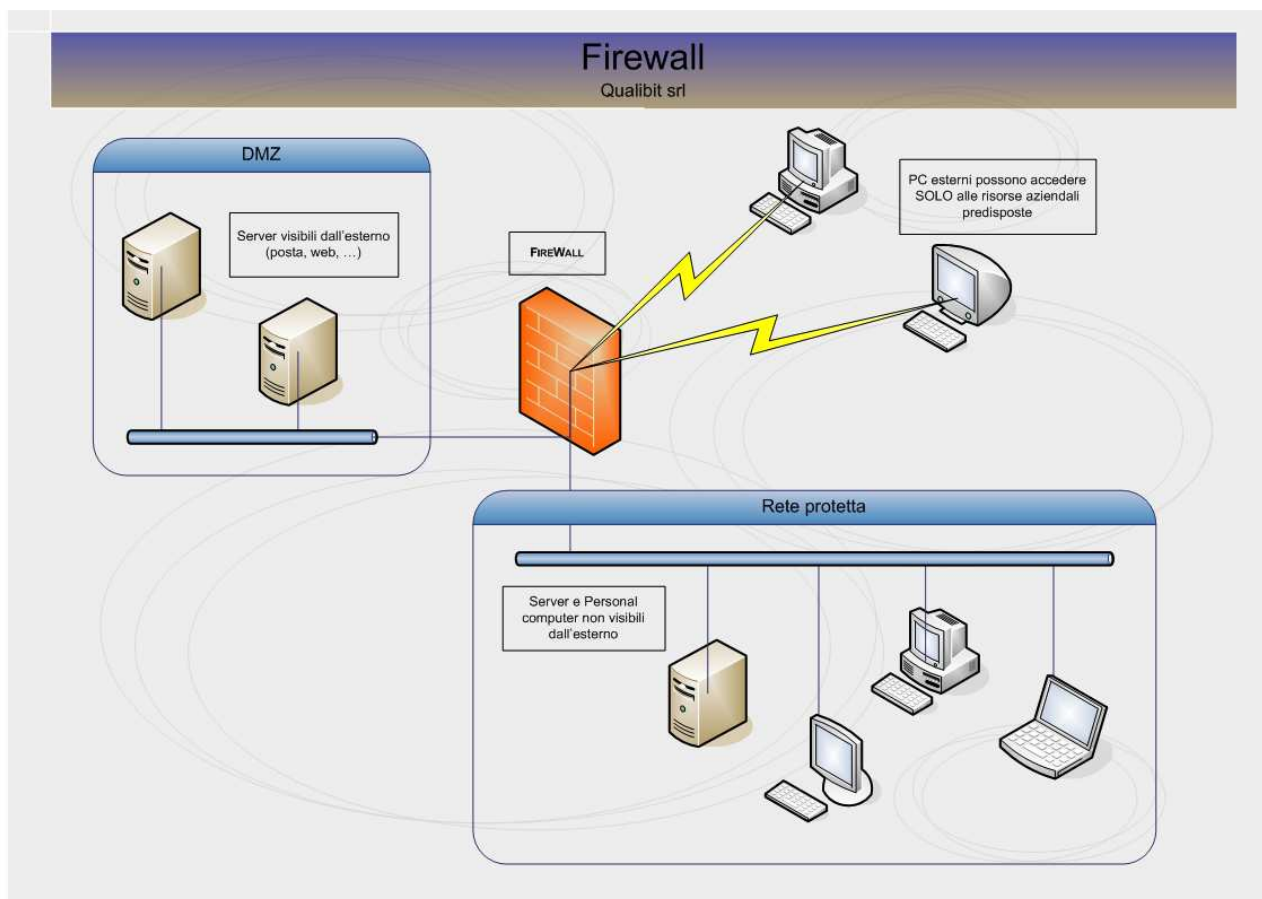 Firewall
Qualibit srl
DMZ
Server visibili dall'esterno
(posta, web, …)
FIREWALL
PC esterni possono accedere
SOLO alle risorse aziendali
predisposte
Rete protetta
Server e Personal
computer non visibili
dall'esterno